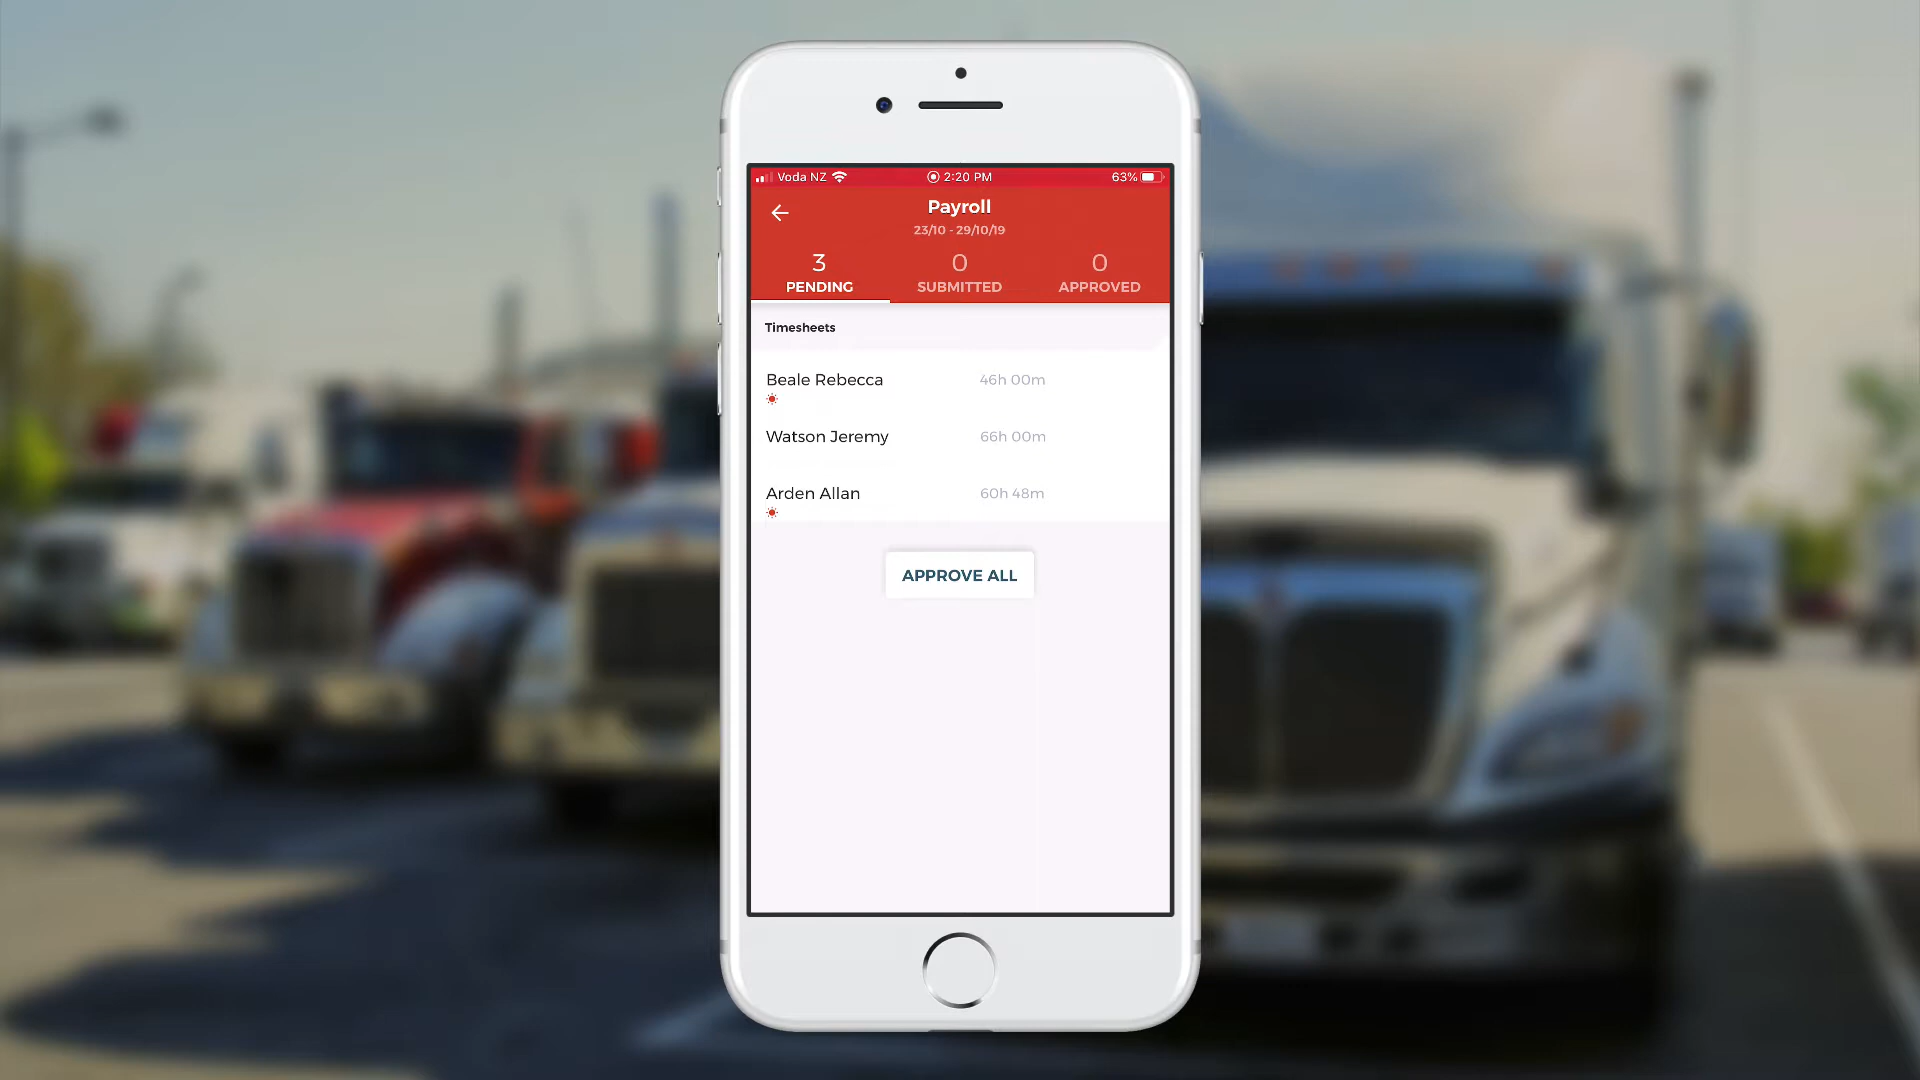 Voda NZ 2:20 PM 63%
Payroll
23/10 - 29/10/19
3 0 0
PENDING SUBMITTED APPROVED
Timesheets
Beale Rebecca 46h 00m
Watson Jeremy 66h 00m
Arden Allan 60h 48m
APPROVE ALL